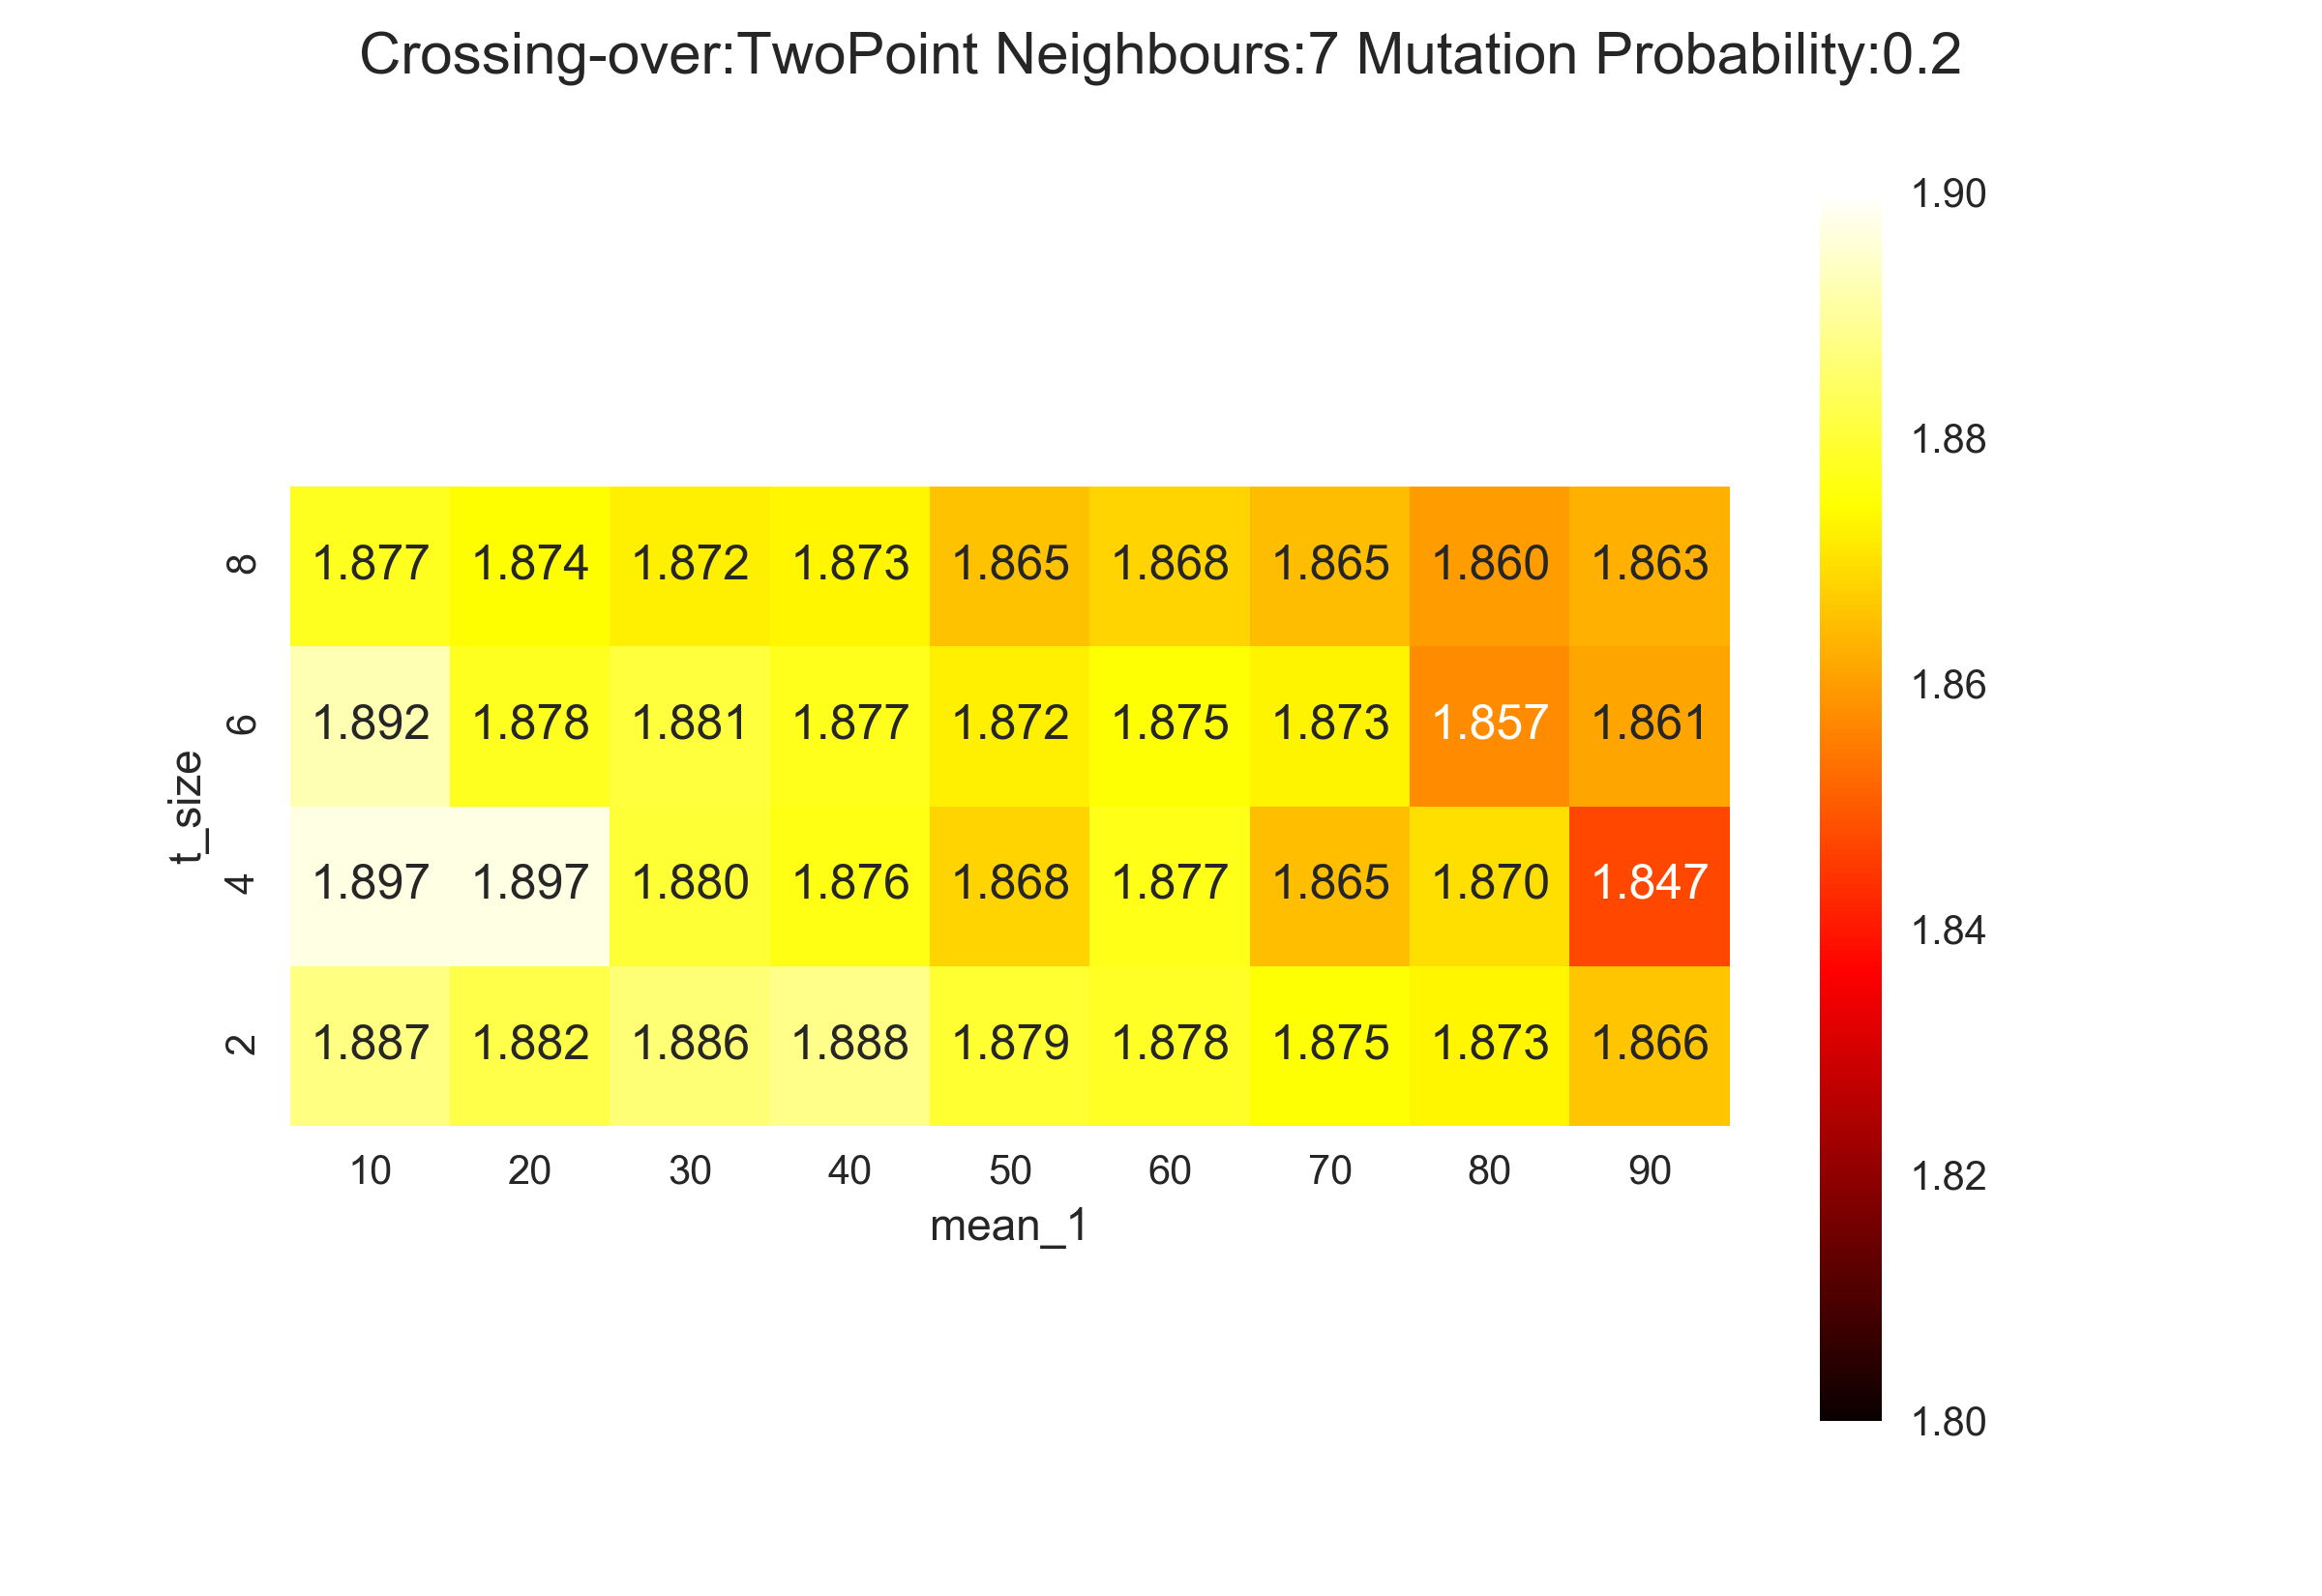 Crossing-over:TwoPoint Neighbours:7 Mutation Probability:0.2
t_size
8 1.877 1.874 1.872 1.873 1.865 1.868 1.865 1.860 1.863
6 1.892 1.878 1.881 1.877 1.872 1.875 1.873 1.857 1.861
4 1.897 1.897 1.880 1.876 1.868 1.877 1.865 1.870 1.847
2 1.887 1.882 1.886 1.888 1.879 1.878 1.875 1.873 1.866
10 20 30 40 50 60 70 80 90
mean_1
1.90
1.88
1.86
1.84
1.82
1.80